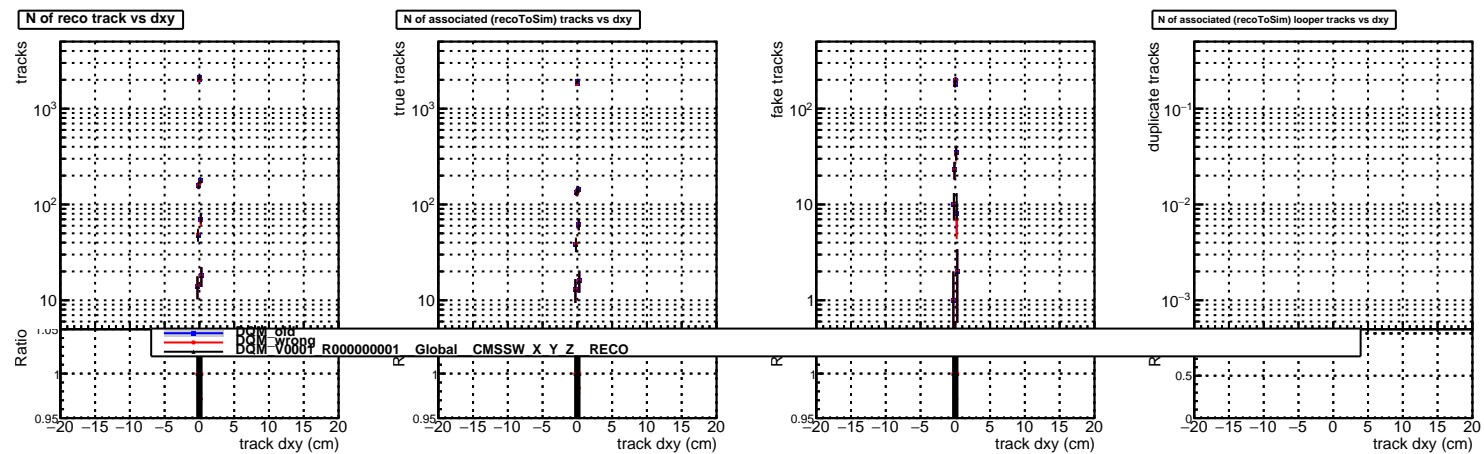 N of reco track vs dxy
tracks
10³
10²
10
Ratio
1.05
1
0.95
−20 −15 −10 −5 0 5 10 15 20
track dxy (cm)
N of associated (recoToSim) tracks vs dxy
true tracks
10³
10²
10
R
1
0.95
−20 −15 −10 −5 0 5 10 15 20
track dxy (cm)
fake tracks
10²
10
1
R
1
0.95
−20 −15 −10 −5 0 5 10 15 20
track dxy (cm)
N of associated (recoToSim) looper tracks vs dxy
duplicate tracks
10⁻¹
10⁻²
10⁻³
R
0.5
0
−20 −15 −10 −5 0 5 10 15 20
track dxy (cm)
DQM_old
DQM_wrong
DQM_V0001_R000000001__Global__CMSSW_X_Y_Z__RECO